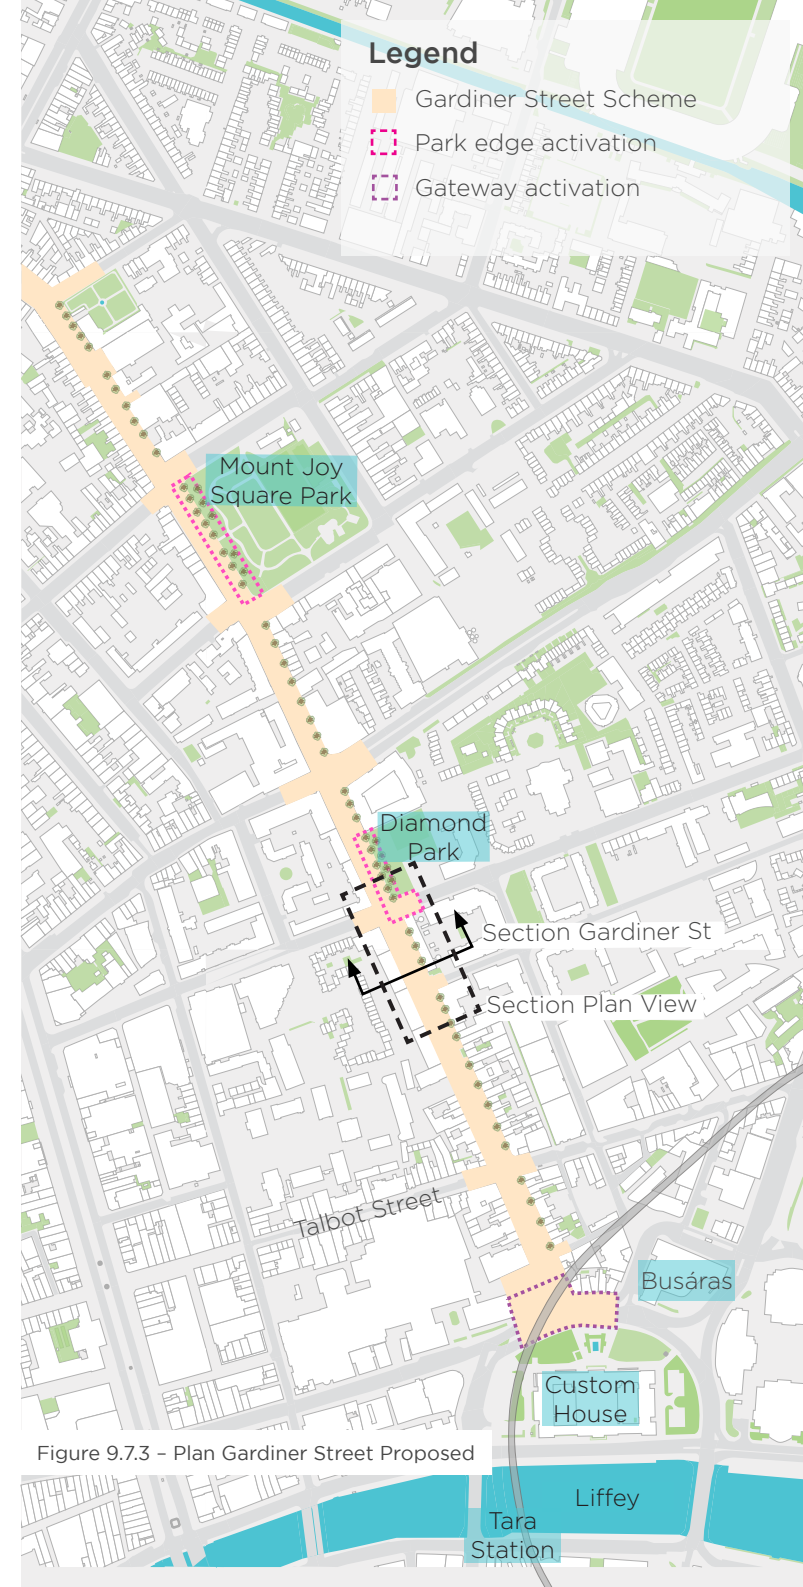 Legend
Gardiner Street Scheme
Park edge activation
Gateway activation
Mount Joy
Square Park
Diamond
Park
Section Gardiner St
Section Plan View
Talbot Street
Busáras
Custom
House
Figure 9.7.3 – Plan Gardiner Street Proposed
Liffey
Tara
Station